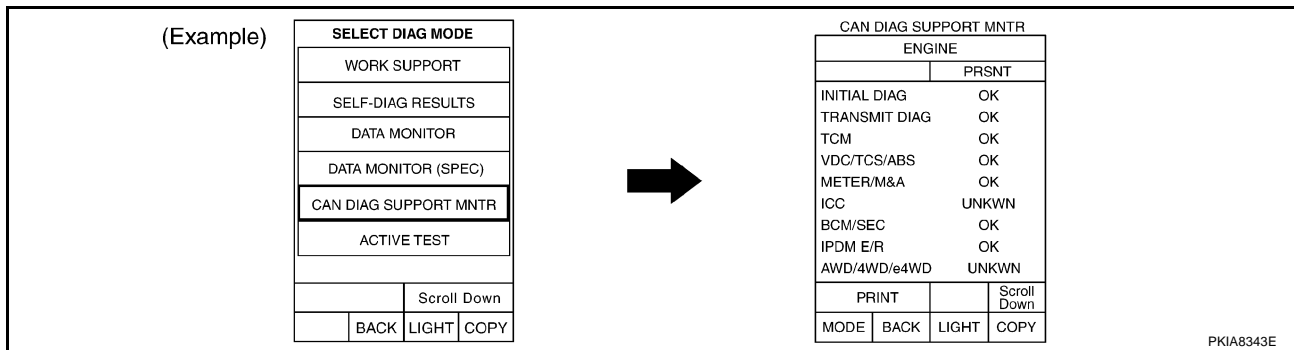 (Example)
SELECT DIAG MODE
WORK SUPPORT
SELF-DIAG RESULTS
DATA MONITOR
DATA MONITOR (SPEC)
CAN DIAG SUPPORT MNTR
ACTIVE TEST
Scroll Down
BACK LIGHT COPY
CAN DIAG SUPPORT MNTR
ENGINE
PRSNT
INITIAL DIAG OK
TRANSMIT DIAG OK
TCM OK
VDC/TCS/ABS OK
METER/M&A OK
ICC UNKWN
BCM/SEC OK
IPDM E/R OK
AWD/4WD/e4WD UNKWN
PRINT Scroll
Down
MODE BACK LIGHT COPY
PKIA8343E